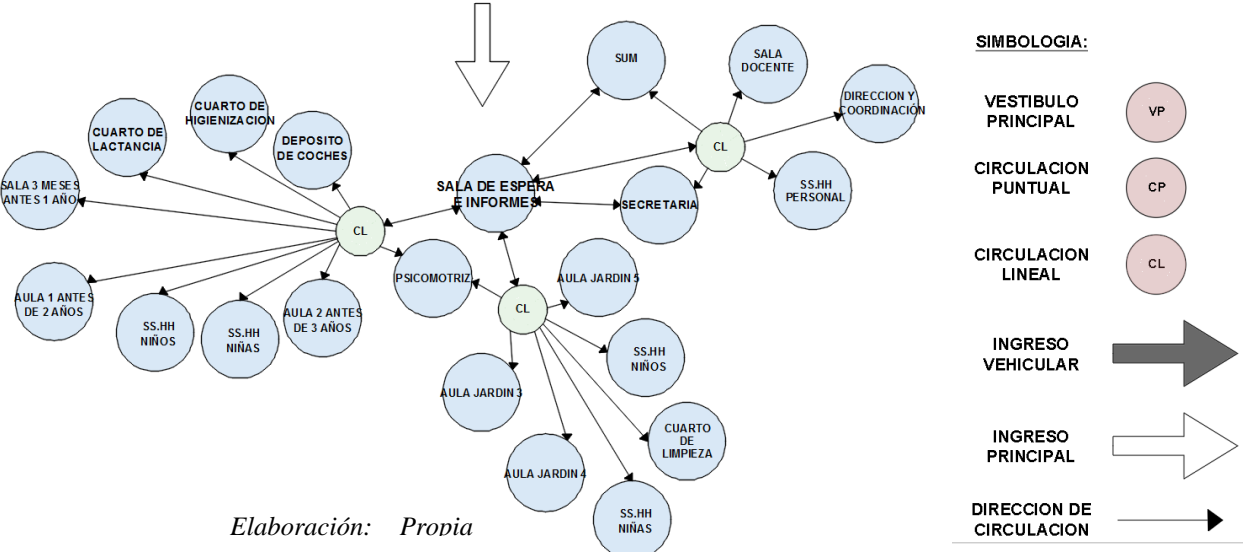 SUM
SALA
DOCENTE
DIRECCION Y
COORDINACIÓN
CUARTO DE
HIGIENIZACION
CUARTO DE
LACTANCIA
DEPOSITO
DE COCHES
CL
SALA 3 MESES
ANTES 1 AÑO
SALA DE ESPERA
E INFORMES
SECRETARIA
SS.HH
PERSONAL
CL
PSICOMOTRIZ
AULA JARDIN 5
AULA 1 ANTES
DE 2 AÑOS
SS.HH
NIÑOS
SS.HH
NIÑAS
AULA 2 ANTES
DE 3 AÑOS
CL
SS.HH
NIÑOS
AULA JARDIN 3
CUARTO
DE
LIMPIEZA
AULA JARDIN 4
SS.HH
NIÑAS
Elaboración: Propia
SIMBOLOGIA:
VESTIBULO
PRINCIPAL
VP
CIRCULACION
PUNTUAL
CP
CIRCULACION
LINEAL
CL
INGRESO
VEHICULAR
INGRESO
PRINCIPAL
DIRECCION DE
CIRCULACION